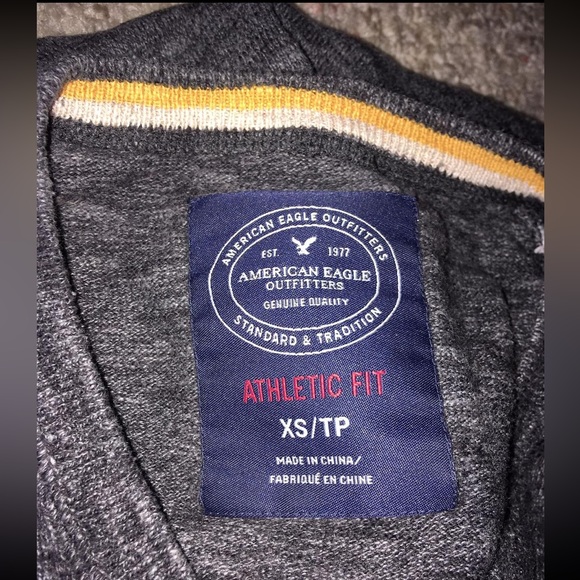 AMERICAN EAGLE OUTFITTERS
EST. 1977
AMERICAN EAGLE
OUTFITTERS
GENUINE QUALITY
STANDARD & TRADITION
ATHLETIC FIT
XS/TP
MADE IN CHINA/
FABRIQUÉ EN CHINE